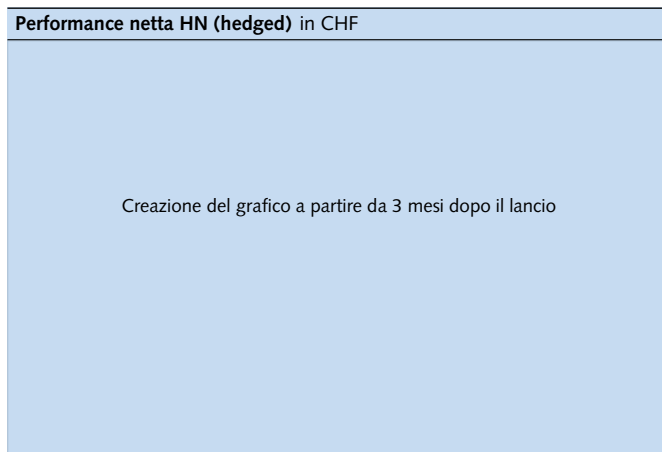 Performance netta HN (hedged) in CHF
Creazione del grafico a partire da 3 mesi dopo il lancio